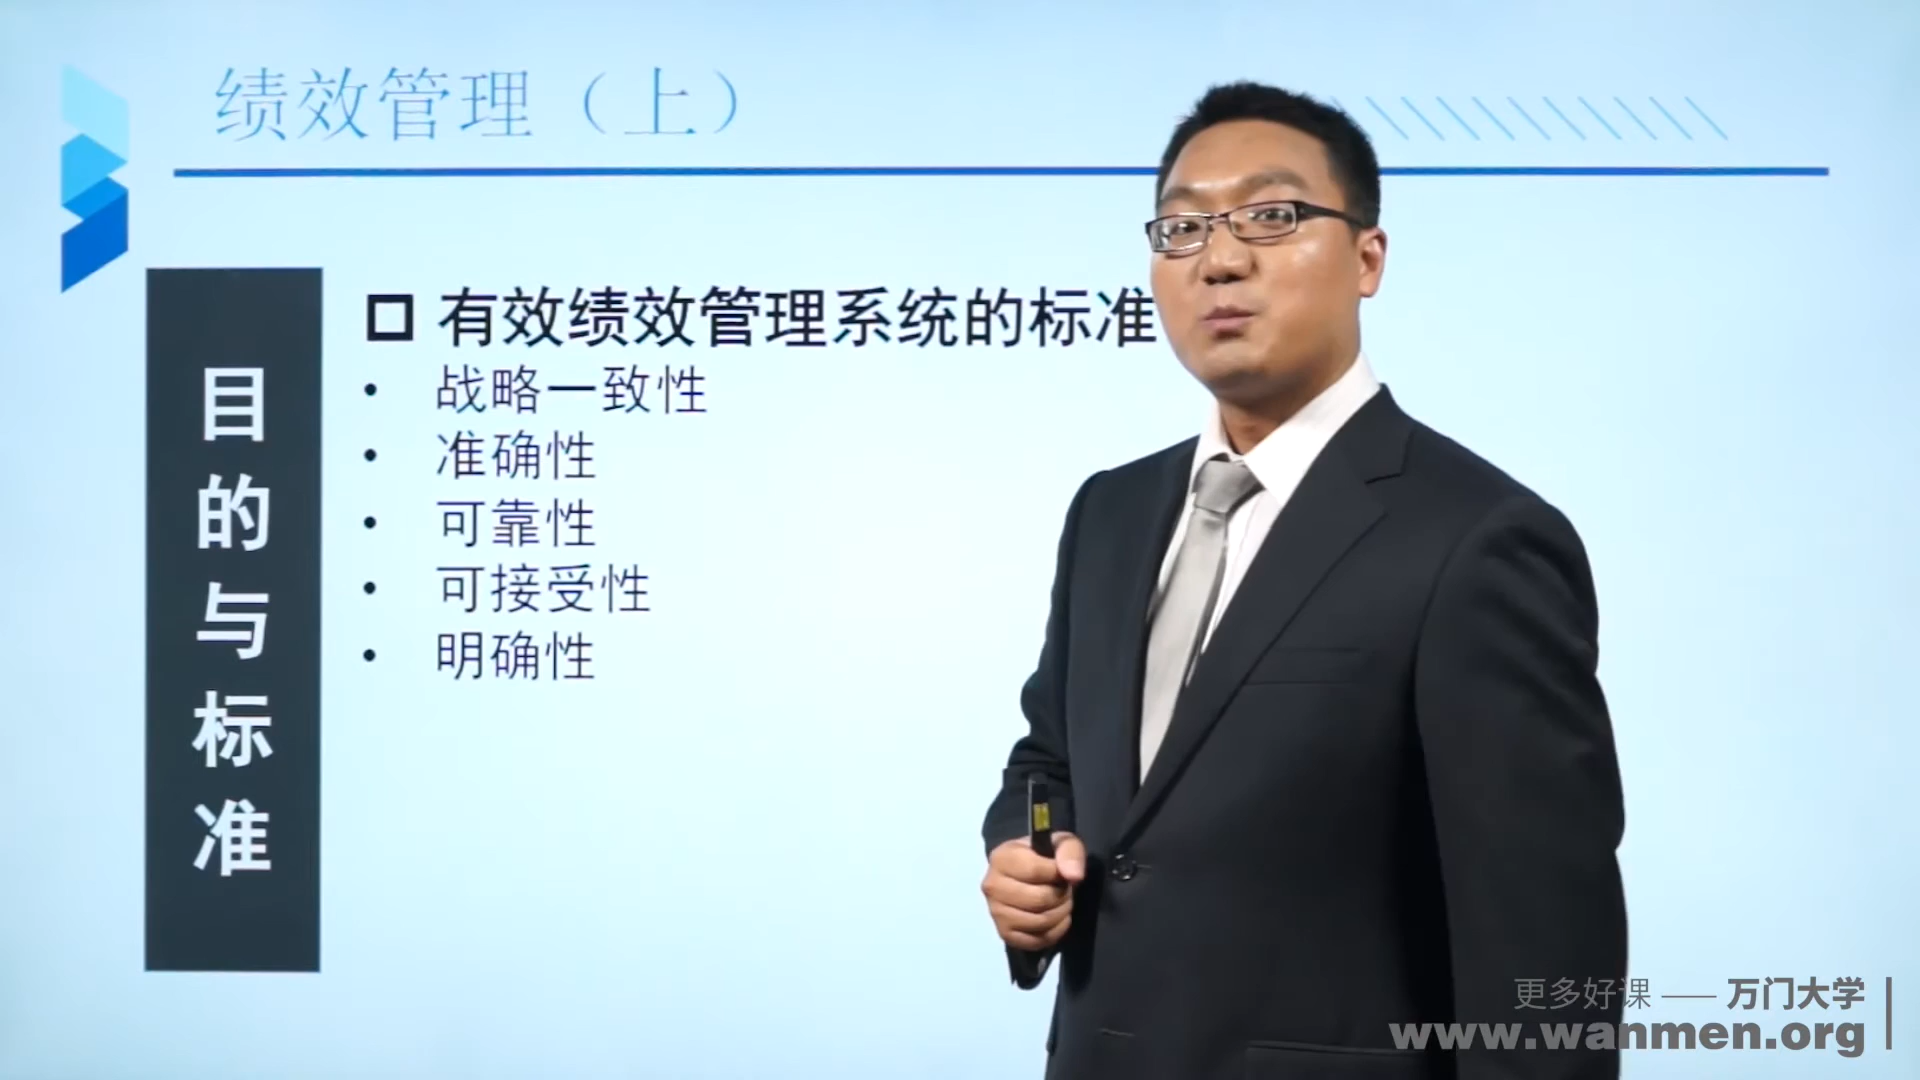 绩效管理（上）
目的与标准
有效绩效管理系统的标准
战略一致性
准确性
可靠性
可接受性
明确性
更多好课 —— 万门大学
www.wanmen.org